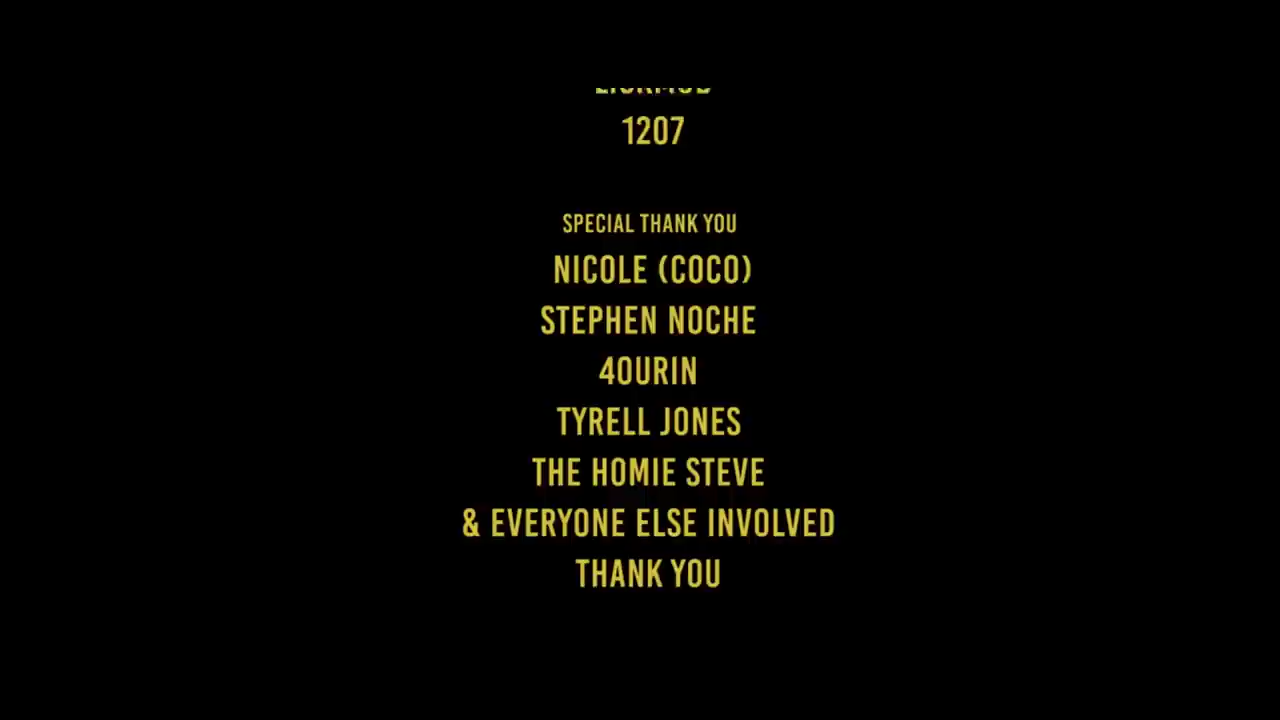 1207
SPECIAL THANK YOU
NICOLE (COCO)
STEPHEN NOCHE
4OURIN
TYRELL JONES
THE HOMIE STEVE
& EVERYONE ELSE INVOLVED
THANK YOU